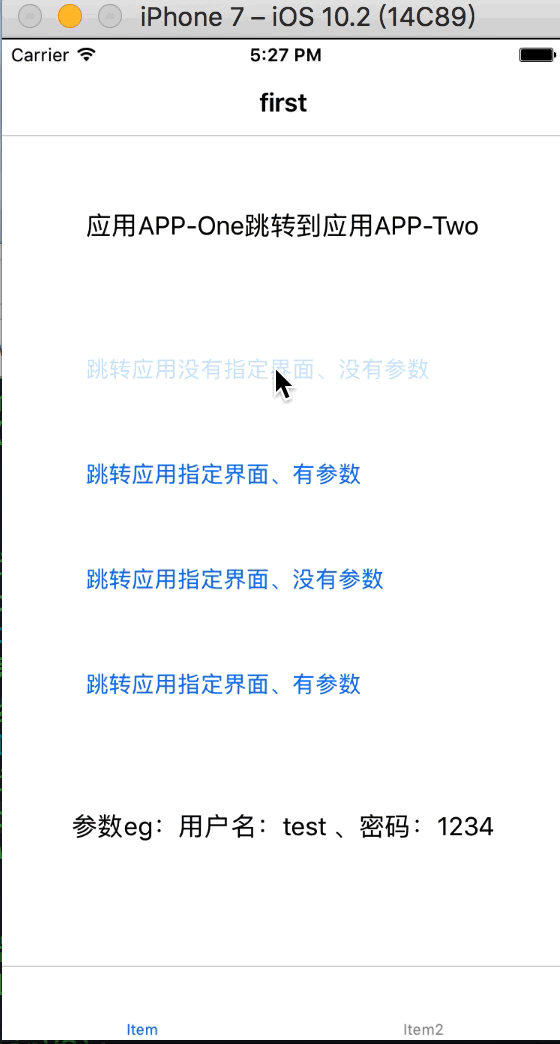 iPhone 7 – iOS 10.2 (14C89)
Carrier 5:27 PM
first
应用APP-One跳转到应用APP-Two
跳转应用没有指定界面、没有参数
跳转应用指定界面、有参数
跳转应用指定界面、没有参数
跳转应用指定界面、有参数
参数eg：用户名：test 、密码：1234
Item Item2